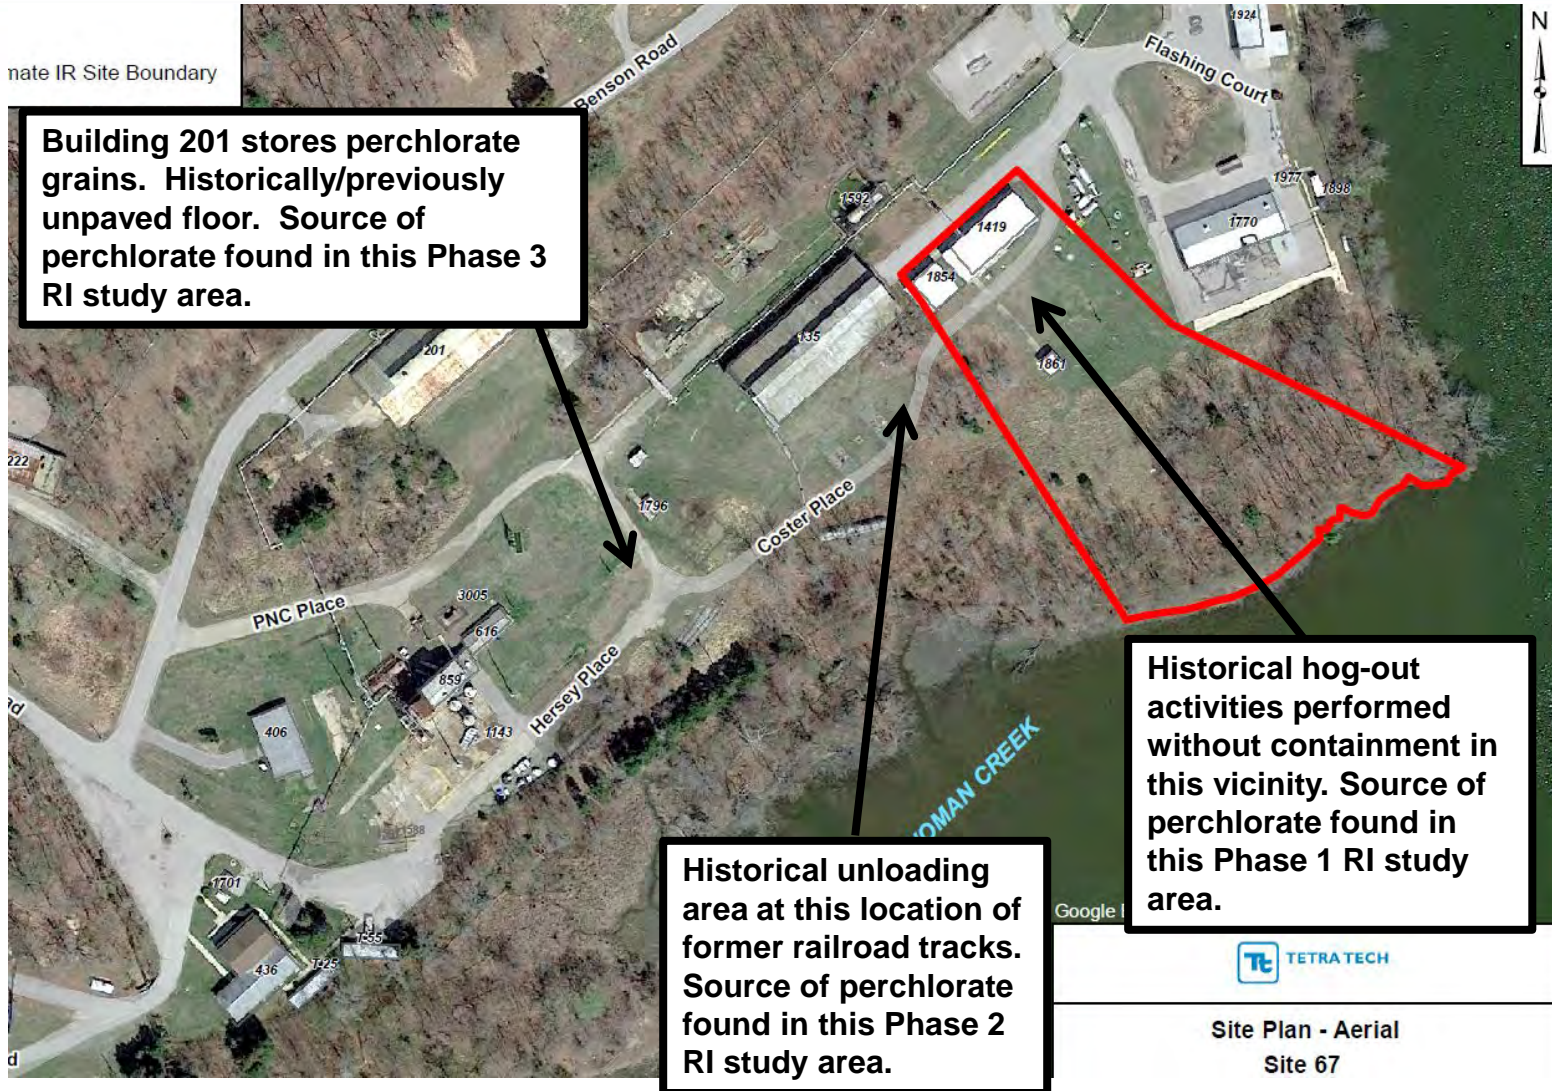 mate IR Site Boundary
Building 201 stores perchlorate
grains.  Historically/previously
unpaved floor.  Source of
perchlorate found in this Phase 3
RI study area.
Benson Road
Flashing Court
1924
N
1977
1898
1592
1419
1770
1854
135
1861
201
222
1796
Coster Place
PNC Place
3005
616
859
Hersey Place
1143
406
1701
436
T-25
T-55
OMAN CREEK
Historical unloading
area at this location of
former railroad tracks.
Source of perchlorate
found in this Phase 2
RI study area.
Historical hog-out
activities performed
without containment in
this vicinity. Source of
perchlorate found in
this Phase 1 RI study
area.
Google
Tt TETRA TECH
Site Plan - Aerial
Site 67